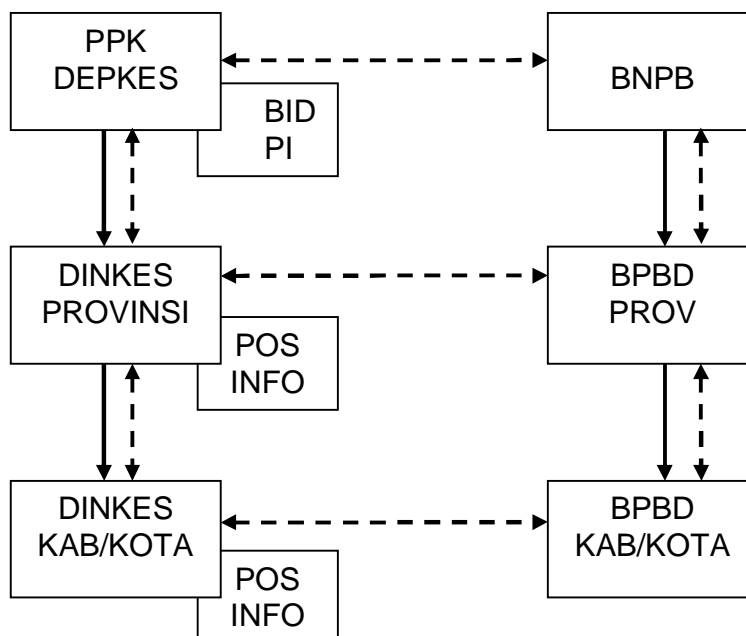 PPK
DEPKES
BNPB
BID
PI
DINKES
PROVINSI
BPBD
PROV
POS
INFO
DINKES
KAB/KOTA
BPBD
KAB/KOTA
POS
INFO